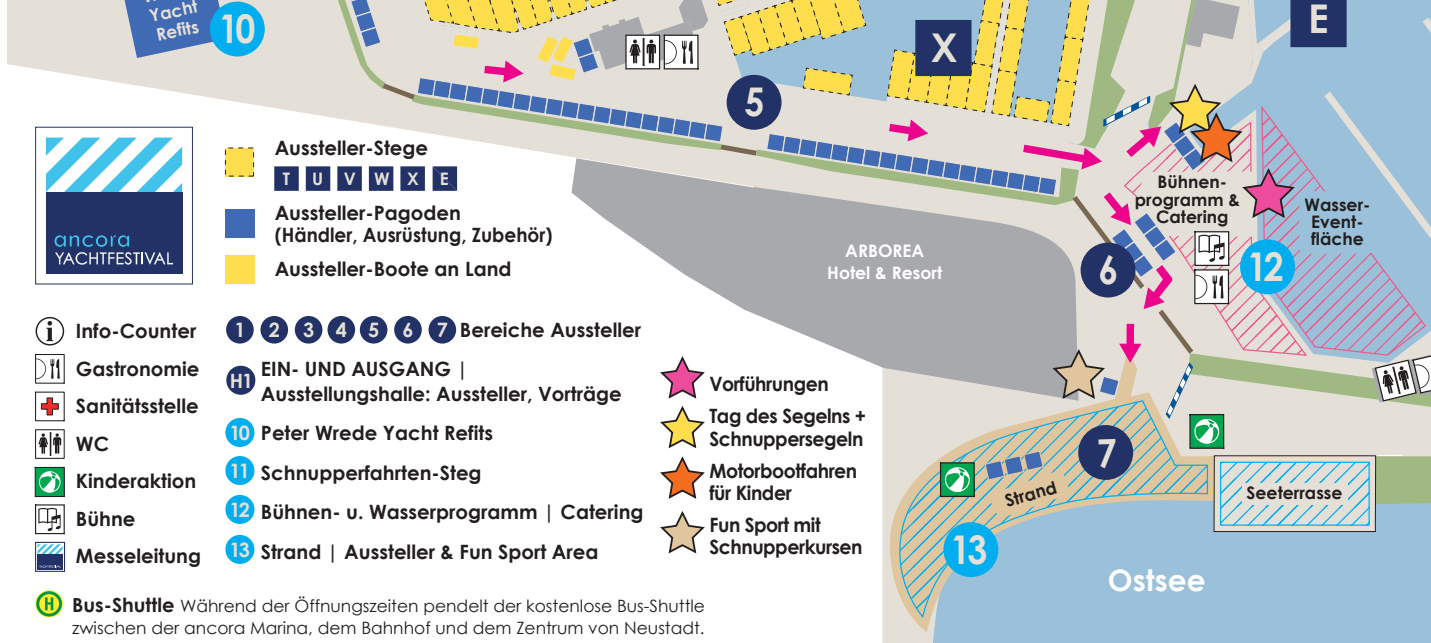 Yacht
Refits
10
X
E
5
Aussteller-Stege
T U V W X E
Aussteller-Pagoden
(Händler, Ausrüstung, Zubehör)
Aussteller-Boote an Land
ancora
YACHTFESTIVAL
Bühnen-
programm &
Catering
Wasser-
Event-
fläche
ARBOREA
Hotel & Resort
6
12
i Info-Counter
Gastronomie
Sanitätsstelle
WC
Kinderaktion
Bühne
Messeleitung
1 2 3 4 5 6 7 Bereiche Aussteller
H1 EIN- UND AUSGANG |
Ausstellungshalle: Aussteller, Vorträge
10 Peter Wrede Yacht Refits
11 Schnupperfahrten-Steg
12 Bühnen- u. Wasserprogramm | Catering
13 Strand | Aussteller & Fun Sport Area
Vorführungen
Tag des Segelns +
Schnuppersegeln
Motorbootfahren
für Kinder
Fun Sport mit
Schnupperkursen
7
Strand
Seeterrasse
13
Ostsee
H Bus-Shuttle Während der Öffnungszeiten pendelt der kostenlose Bus-Shuttle
zwischen der ancora Marina, dem Bahnhof und dem Zentrum von Neustadt.